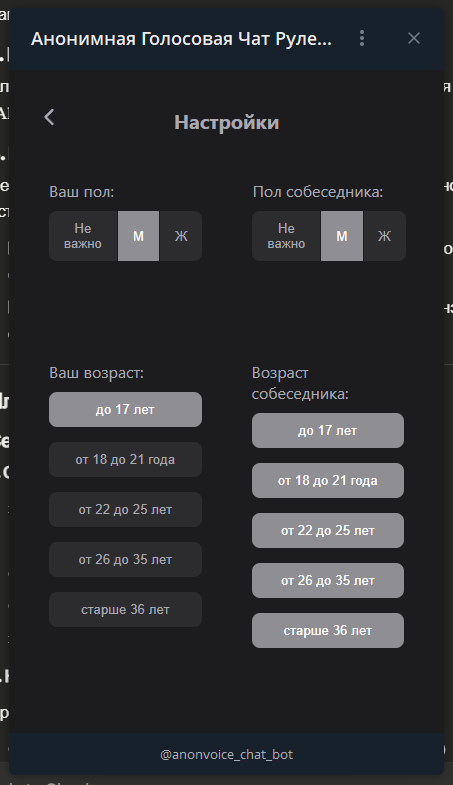 Анонимная Голосовая Чат Руле...
Настройки
Ваш пол:
Не
важно
М
Ж
Пол собеседника:
Не
важно
М
Ж
Ваш возраст:
до 17 лет
от 18 до 21 года
от 22 до 25 лет
от 26 до 35 лет
старше 36 лет
Возраст
собеседника:
до 17 лет
от 18 до 21 года
от 22 до 25 лет
от 26 до 35 лет
старше 36 лет
@anonvoice_chat_bot